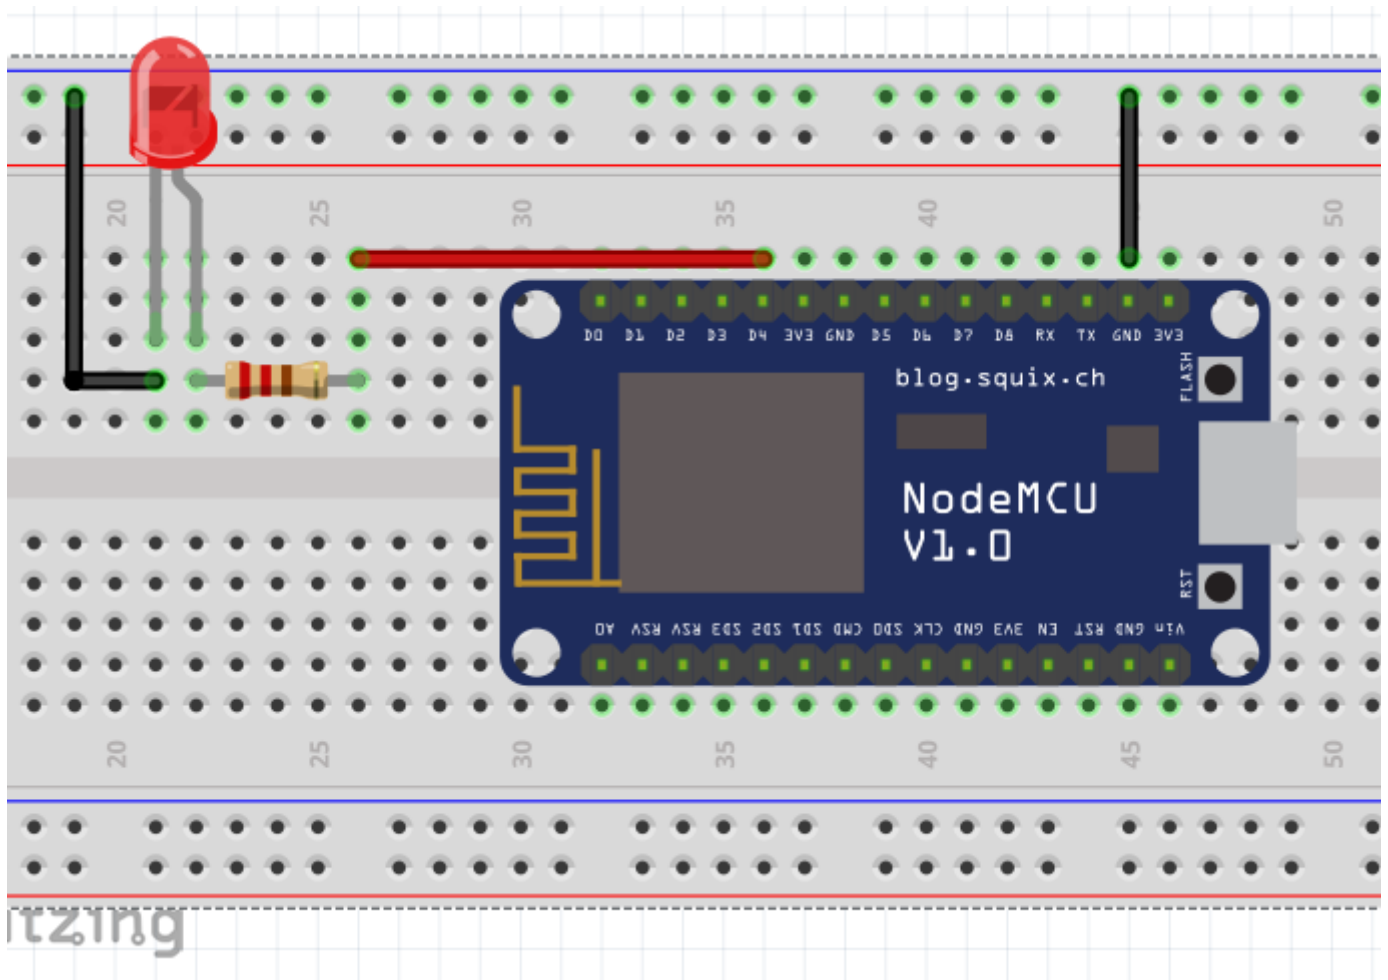 20 25 30 35 40 50
D0 D1 D2 D3 D4 3V3 GND D5 D6 D7 D8 RX TX GND 3V3
FLASH
blog.squix.ch
NodeMCU
V1.0
RST
A0 RSV RSV SD3 SD2 SD1 CMD SD0 CLK GND 3V3 EN RST GND Vin
20 25 30 35 40 45 50
itzing